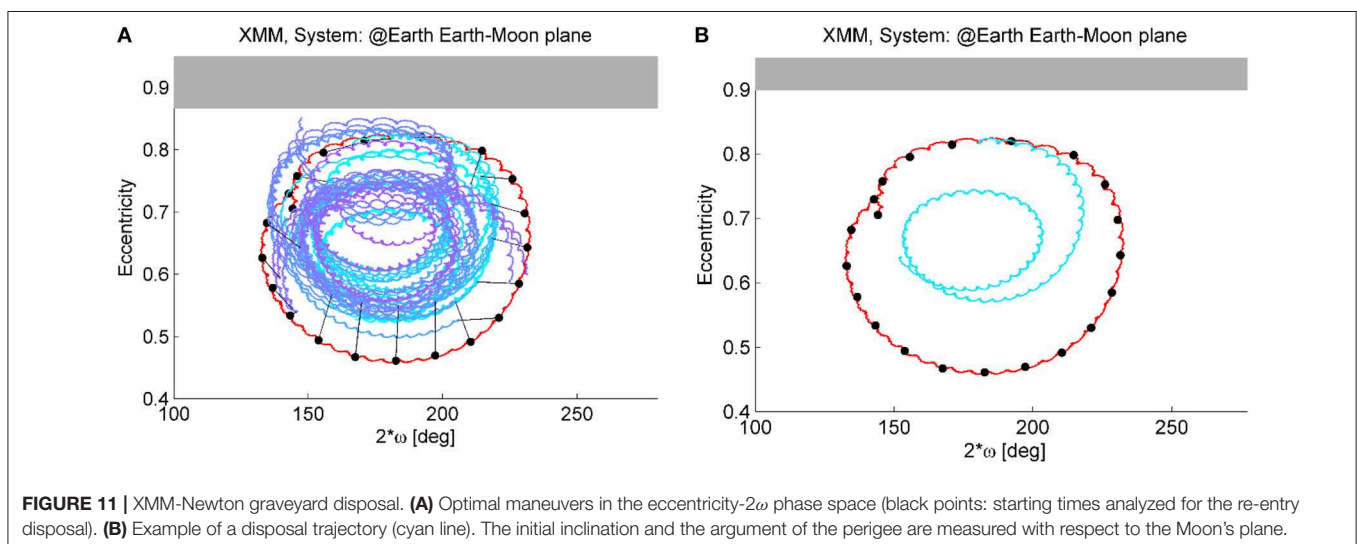 A
XMM, System: @Earth Earth-Moon plane
0.9
0.8
0.7
0.6
0.5
0.4
Eccentricity
100
150
200
250
2*ω [deg]
B
XMM, System: @Earth Earth-Moon plane
0.9
0.8
0.7
0.6
0.5
0.4
Eccentricity
100
150
200
250
2*ω [deg]
FIGURE 11 | XMM-Newton graveyard disposal. (A) Optimal maneuvers in the eccentricity-2ω phase space (black points: starting times analyzed for the re-entry
disposal). (B) Example of a disposal trajectory (cyan line). The initial inclination and the argument of the perigee are measured with respect to the Moon's plane.